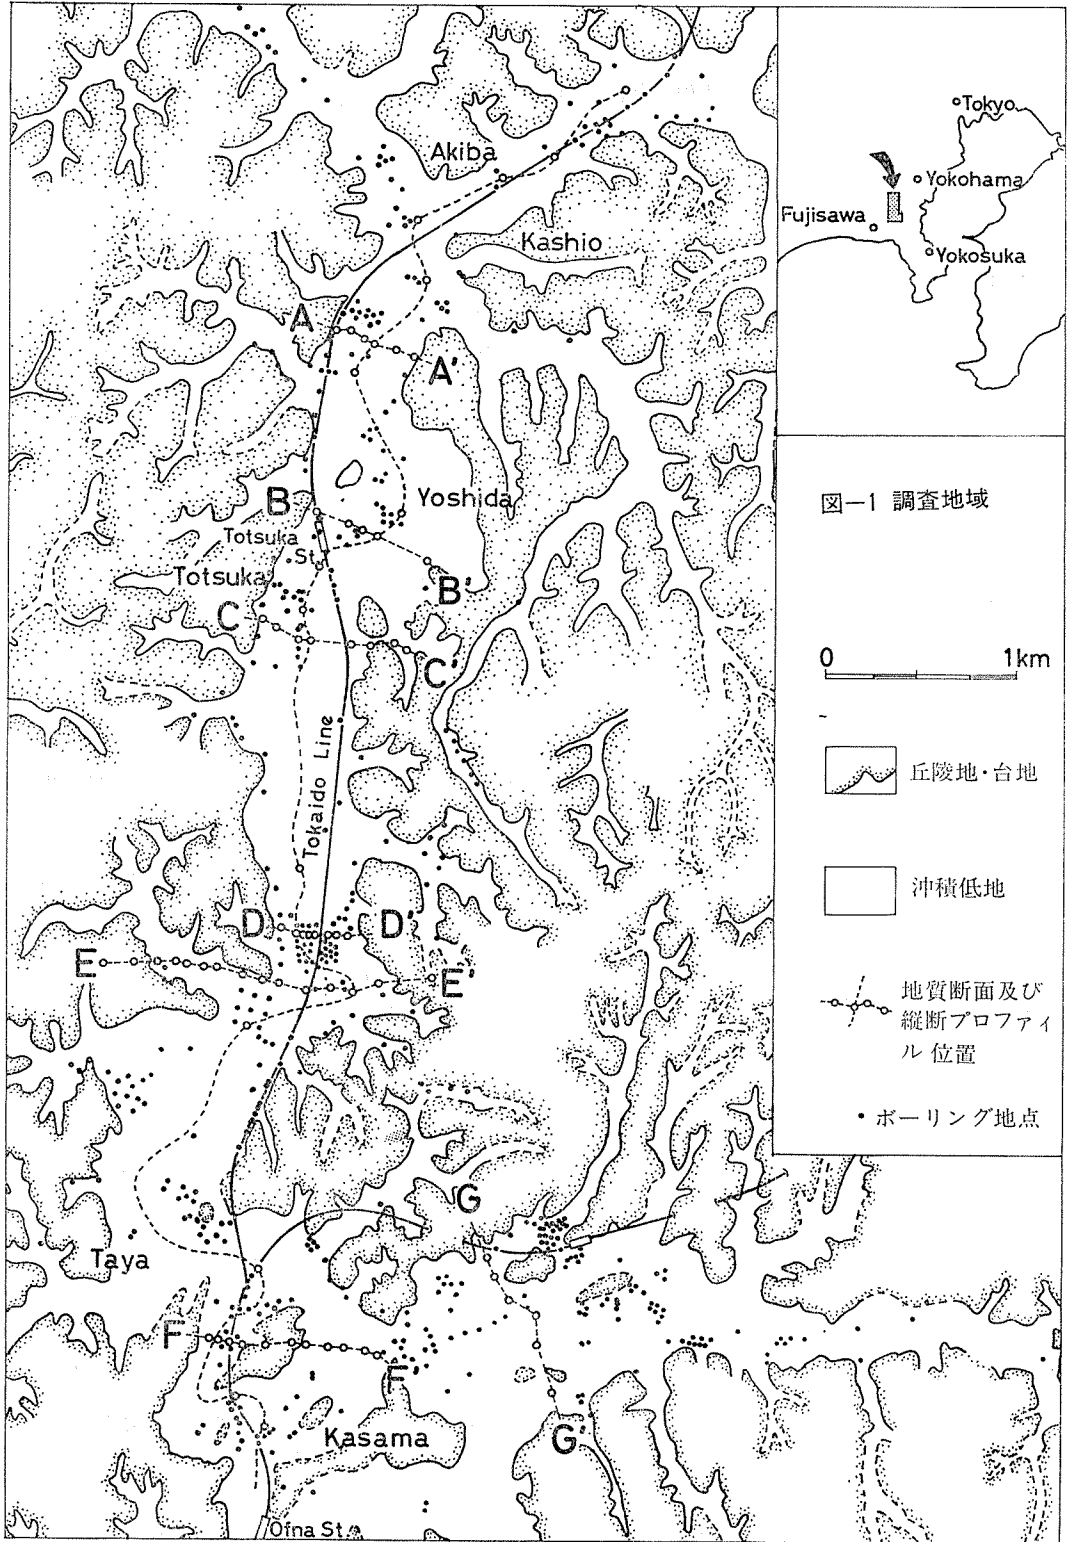 Akiba
Kashio
A
A'
B
Yoshida
Totsuka
St.
B'
Totsuka
C
C'
Tokaido Line
D
D'
E
E'
G
Taya
F
F'
Kasama
G'
Ofna St.
Tokyo
Yokohama
Fujisawa
Yokosuka
図-1 調査地域
0 1km
丘陵地・台地
沖積低地
地質断面及び
縦断プロファイ
ル位置
・ボーリング地点